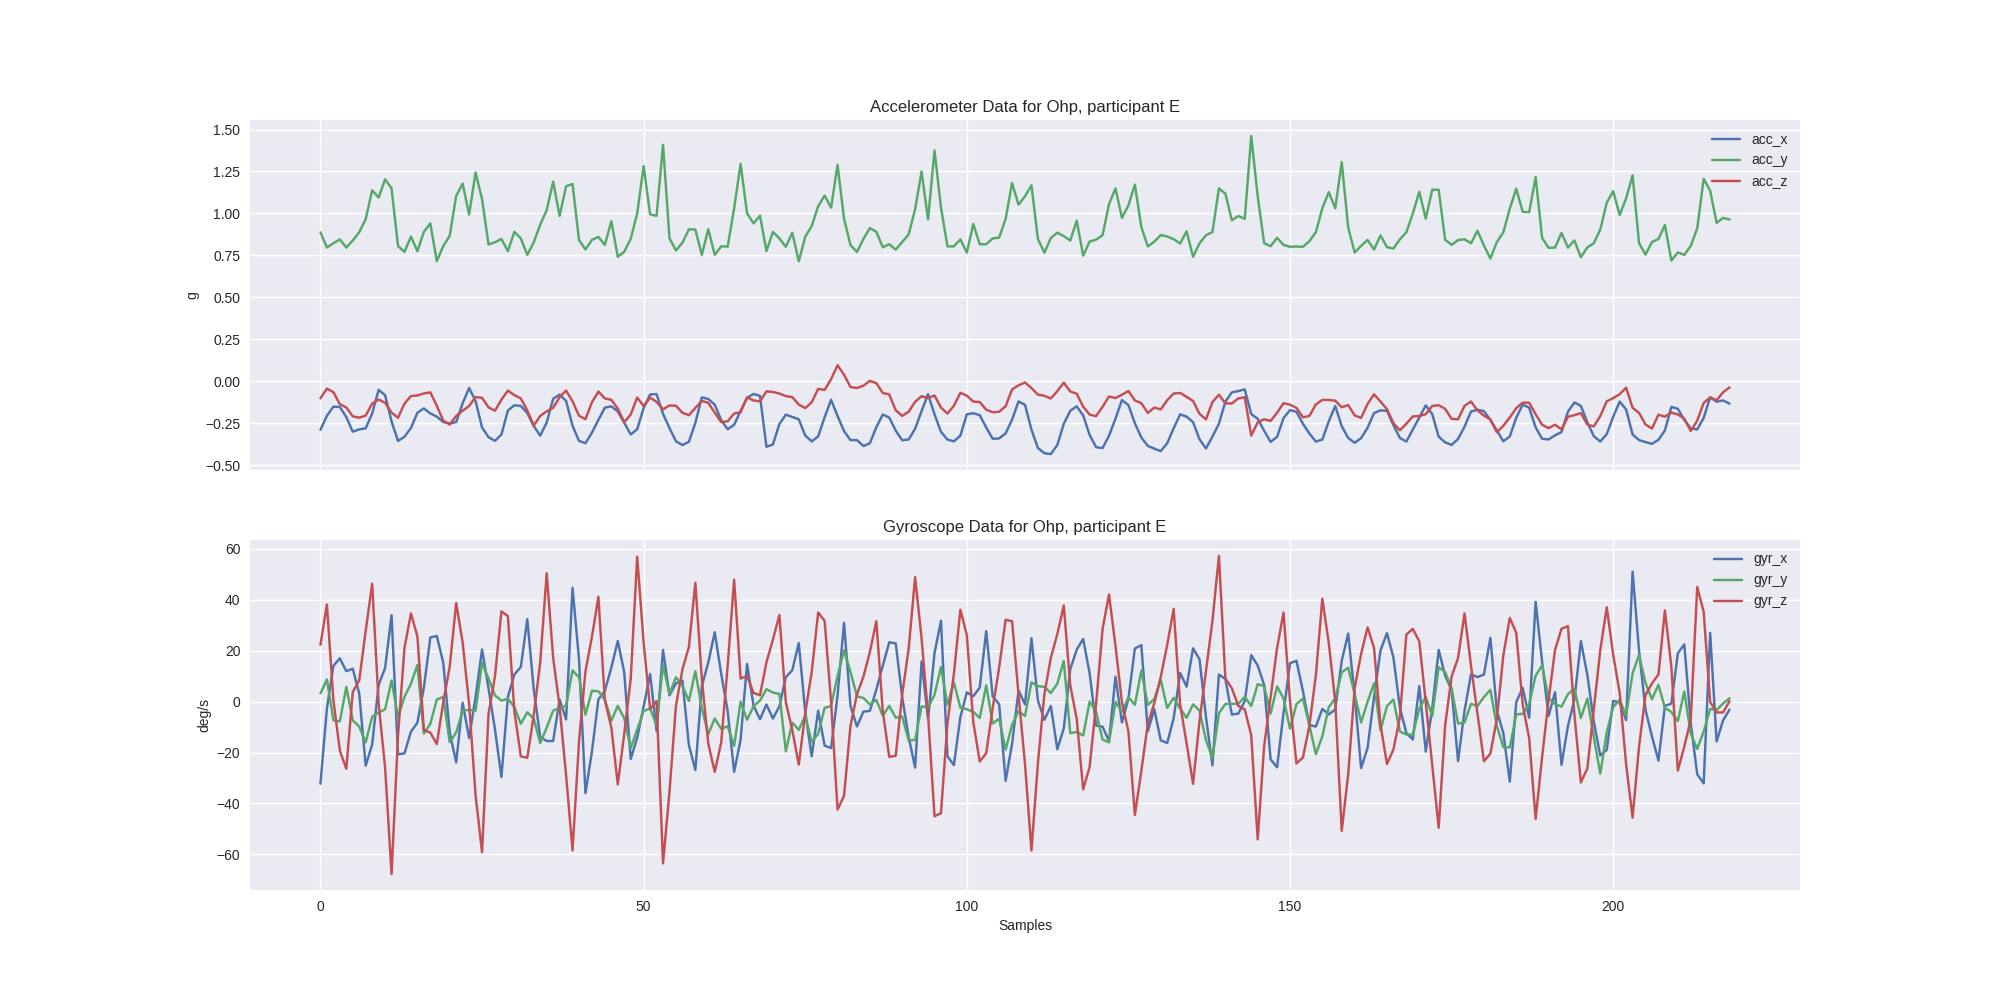 Accelerometer Data for Ohp, participant E
1.50
1.25
1.00
0.75
0.50
0.25
0.00
−0.25
−0.50
g
acc_x
acc_y
acc_z
Gyroscope Data for Ohp, participant E
60
40
20
0
−20
−40
−60
deg/s
gyr_x
gyr_y
gyr_z
0 50 100 150 200
Samples